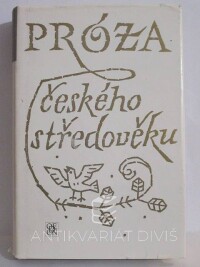 PRÓZA
českého
středověku
ANTIKVARIÁT DIVIŠ